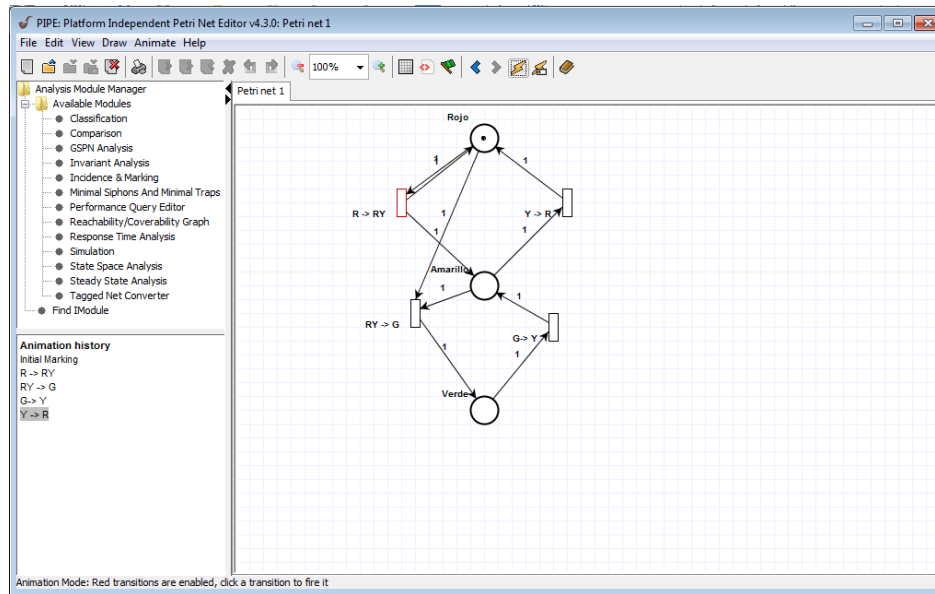 PIPE: Platform Independent Petri Net Editor v4.3.0: Petri net 1
File Edit View Draw Animate Help
100%
Analysis Module Manager
Available Modules
Classification
Comparison
GSPN Analysis
Invariant Analysis
Incidence & Marking
Minimal Siphons And Minimal Traps
Performance Query Editor
Reachability/Coverability Graph
Response Time Analysis
Simulation
State Space Analysis
Steady State Analysis
Tagged Net Converter
Find IModule
Animation history
Initial Marking
R -> RY
RY -> G
G-> Y
Y -> R
Petri net 1
Rojo
1
1
R -> RY
1
Y -> R
1
1
Amarillo
1
1
RY -> G
G-> Y
1
1
Verde
Animation Mode: Red transitions are enabled, click a transition to fire it